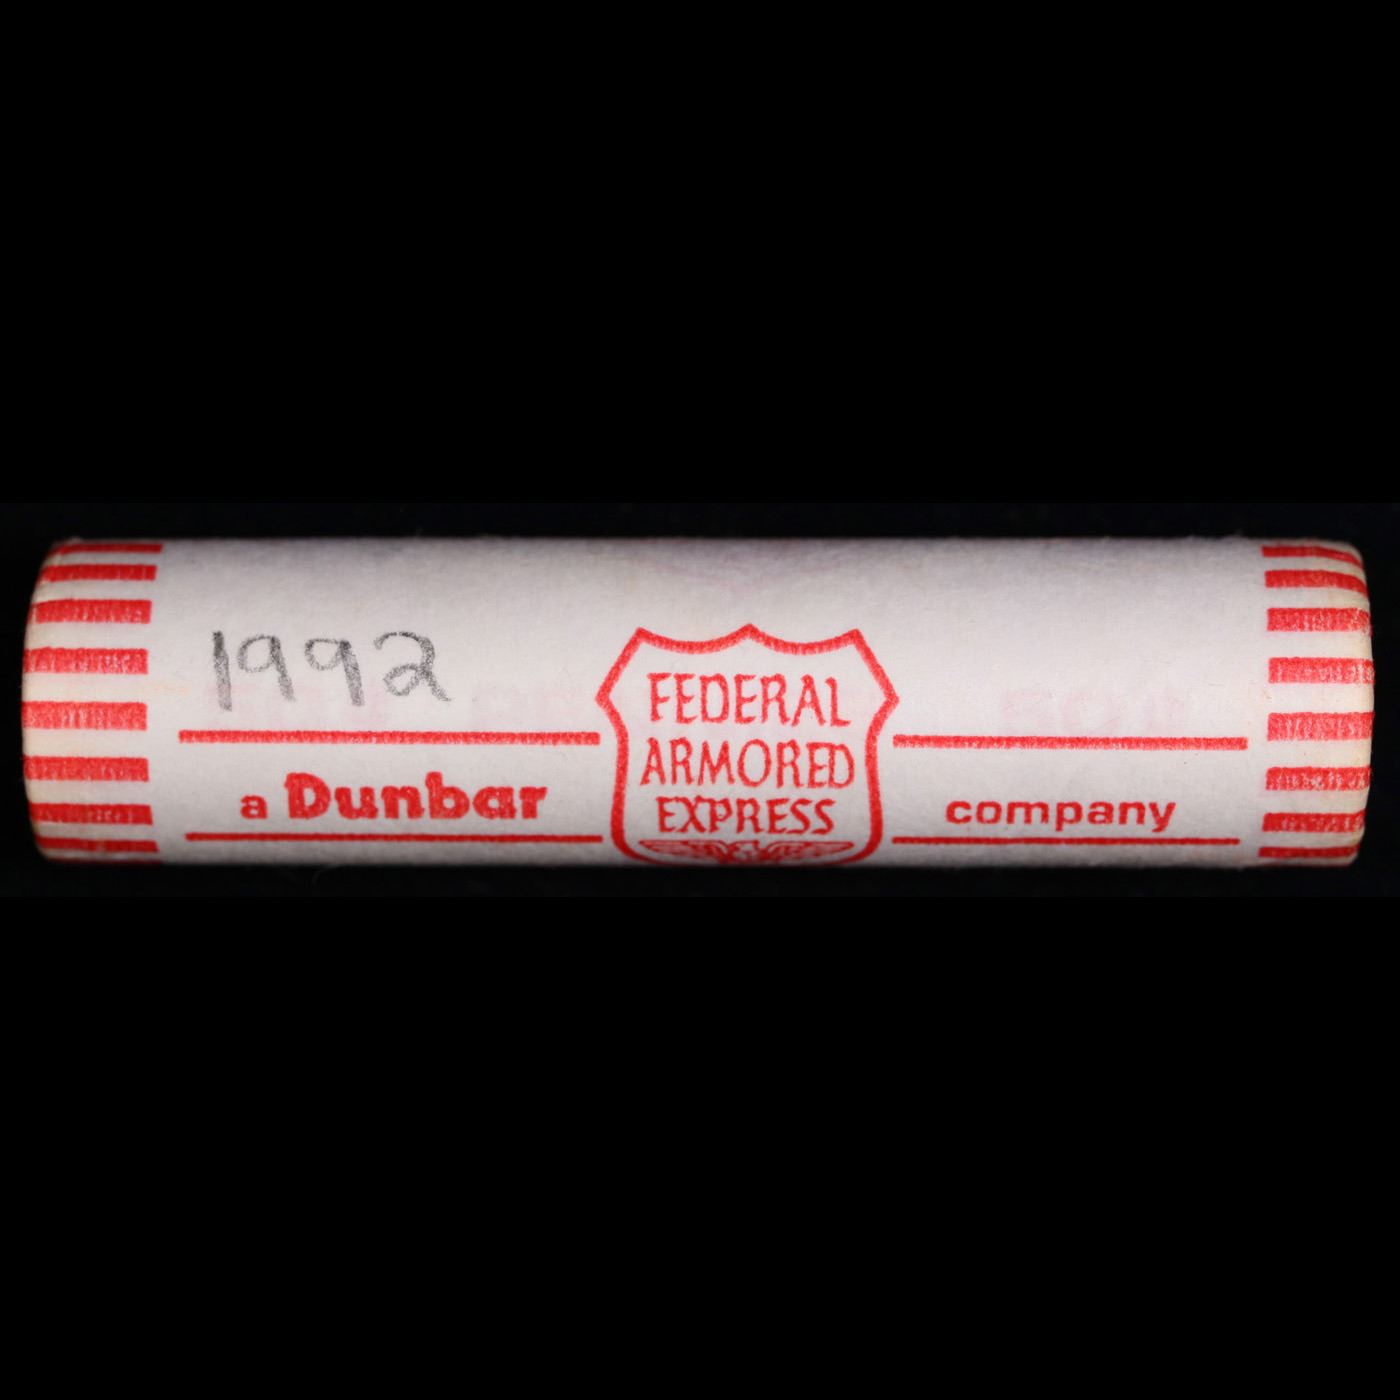 1992
FEDERAL
ARMORED
EXPRESS
a Dunbar
company